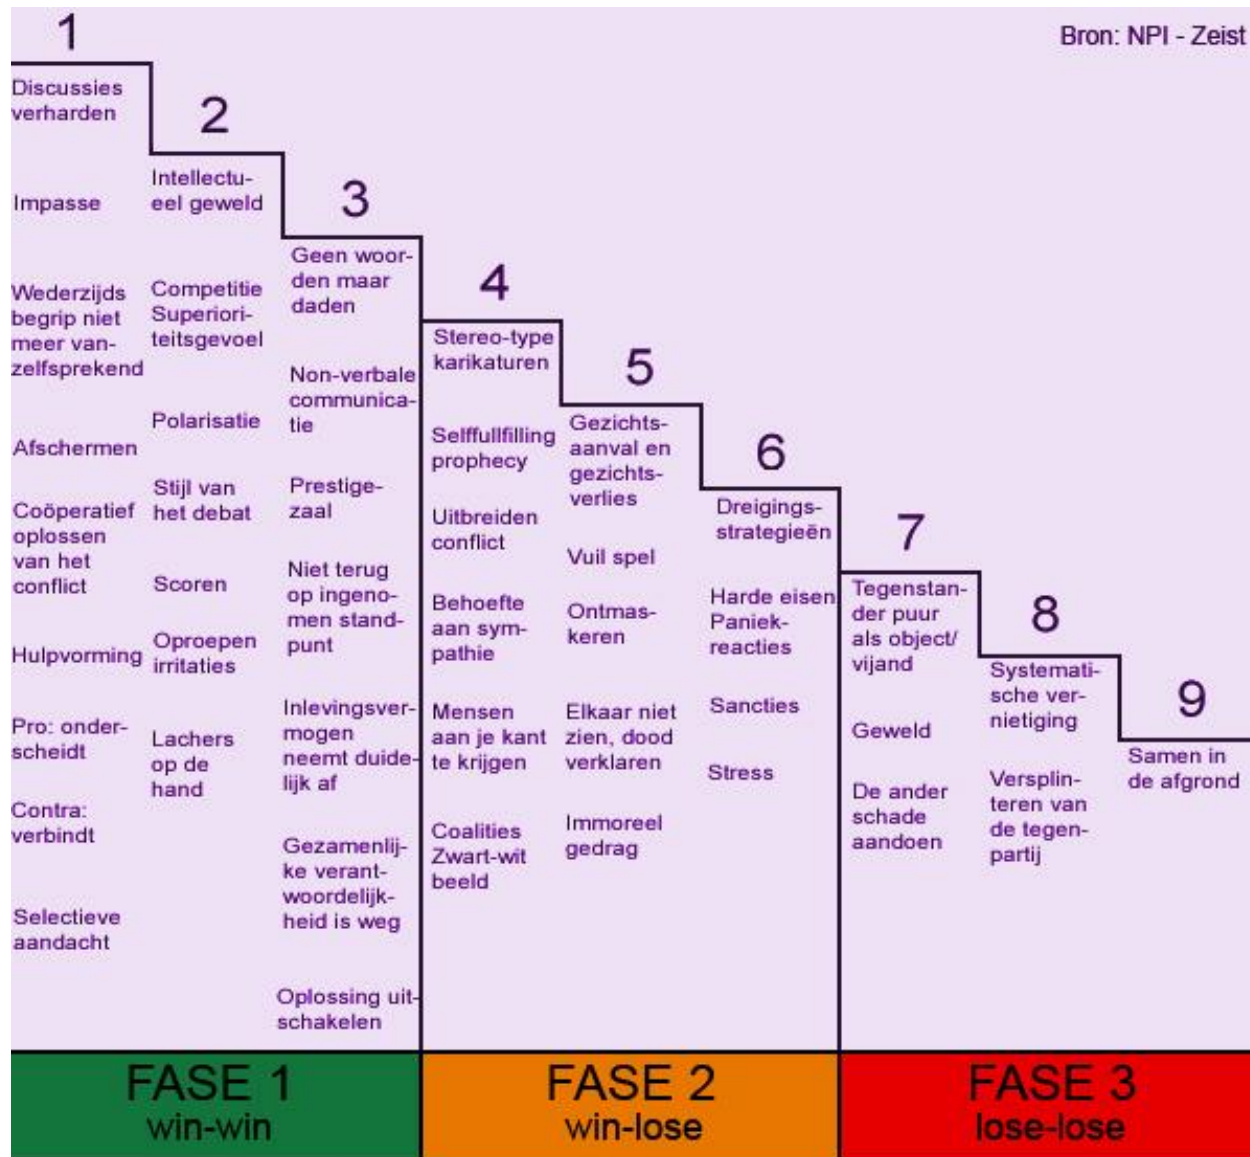 Bron: NPI - Zeist
1
Discussies
verharden
Impasse
Wederzijds
begrip niet
meer van-
zelfsprekend
Afschermen
Coöperatief
oplossen
van het
conflict
Hulpvorming
Pro: onder-
scheidt
Contra:
verbindt
Selectieve
aandacht
2
Intellectu-
eel geweld
Competitie
Superiori-
teitsgevoel
Polarisatie
Stijl van
het debat
Scoren
Oproepen
irritaties
Lachers
op de
hand
3
Geen woor-
den maar
daden
Non-verbale
communica-
tie
Prestige-
zaal
Niet terug
op ingeno-
men stand-
punt
Inlevingsver-
mogen
neemt duide-
lijk af
Gezamenlij-
ke verant-
woordelijk-
heid is weg
Oplossing uit-
schakelen
4
Stereo-type
karikaturen
Selffullfilling
prophecy
Uitbreiden
conflict
Behoefte
aan sym-
pathie
Mensen
aan je kant
te krijgen
Coalities
Zwart-wit
beeld
5
Gezichts-
aanval en
gezichts-
verlies
Vuil spel
Ontmas-
keren
Elkaar niet
zien, dood
verklaren
Immoreel
gedrag
6
Dreigings-
strategieën
Harde eisen
Paniek-
reacties
Sancties
Stress
7
Tegenstan-
der puur
als object/
vijand
Geweld
De ander
schade
aandoen
8
Systemati-
sche ver-
nietiging
Versplin-
teren van
de tegen-
partij
9
Samen in
de afgrond
FASE 1
win-win
FASE 2
win-lose
FASE 3
lose-lose